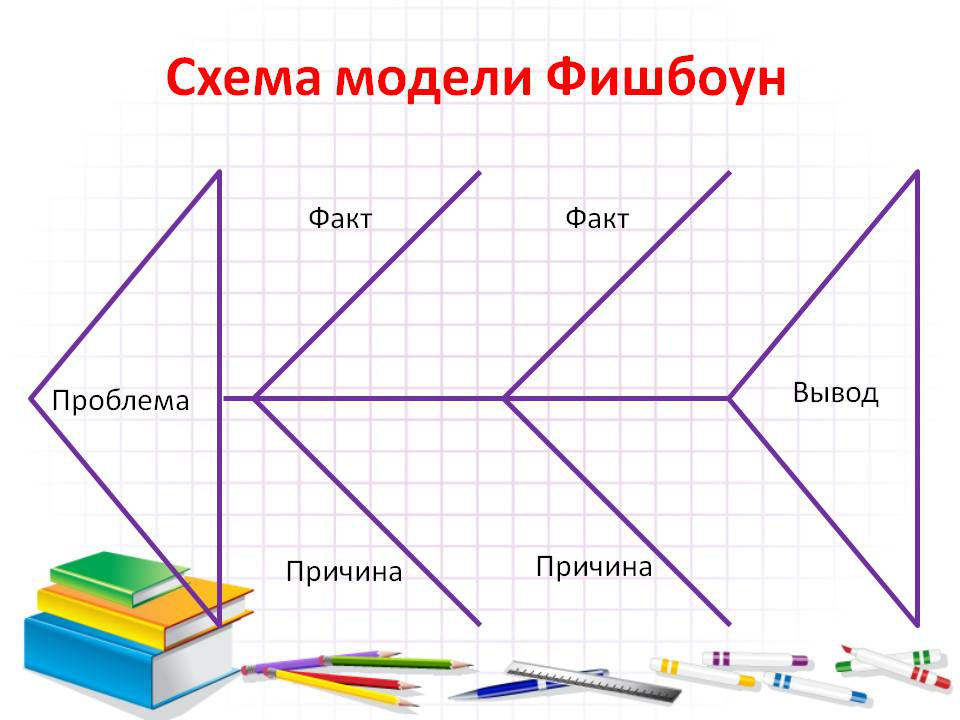 Схема модели Фишбоун
Факт
Факт
Проблема
Вывод
Причина
Причина